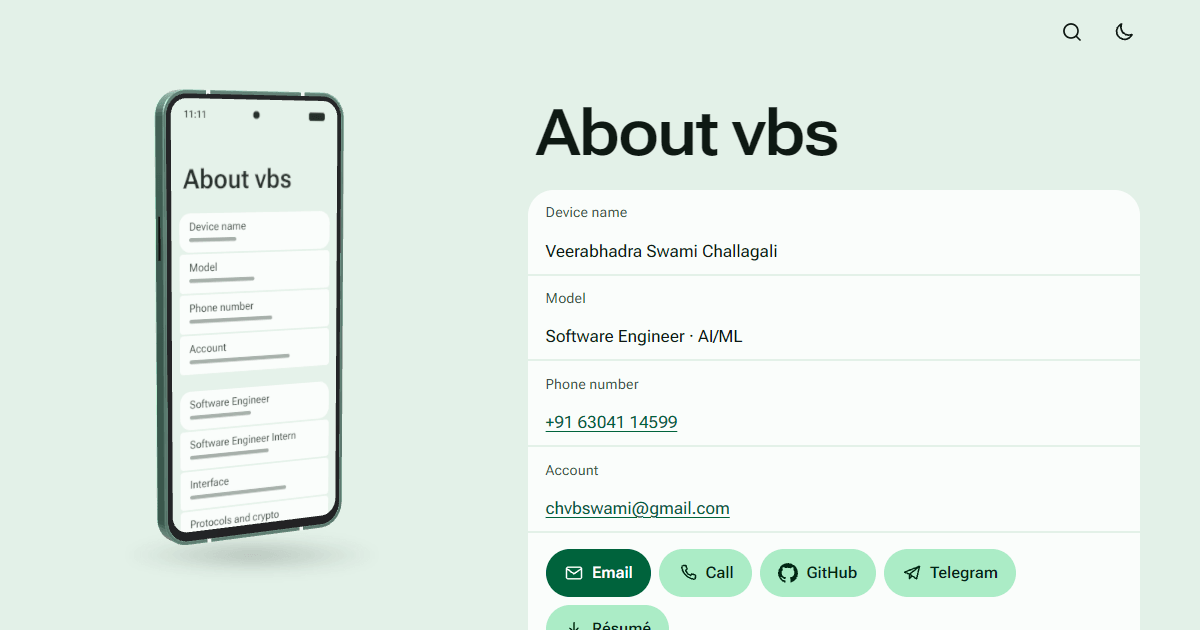 11:11
About vbs
Device name
Model
Phone number
Account
Software Engineer
Software Engineer Intern
Interface
Protocols and crypto
About vbs
Device name
Veerabhadra Swami Challagali
Model
Software Engineer · AI/ML
Phone number
+91 63041 14599
Account
chvbswami@gmail.com
Email Call GitHub Telegram
Résumé